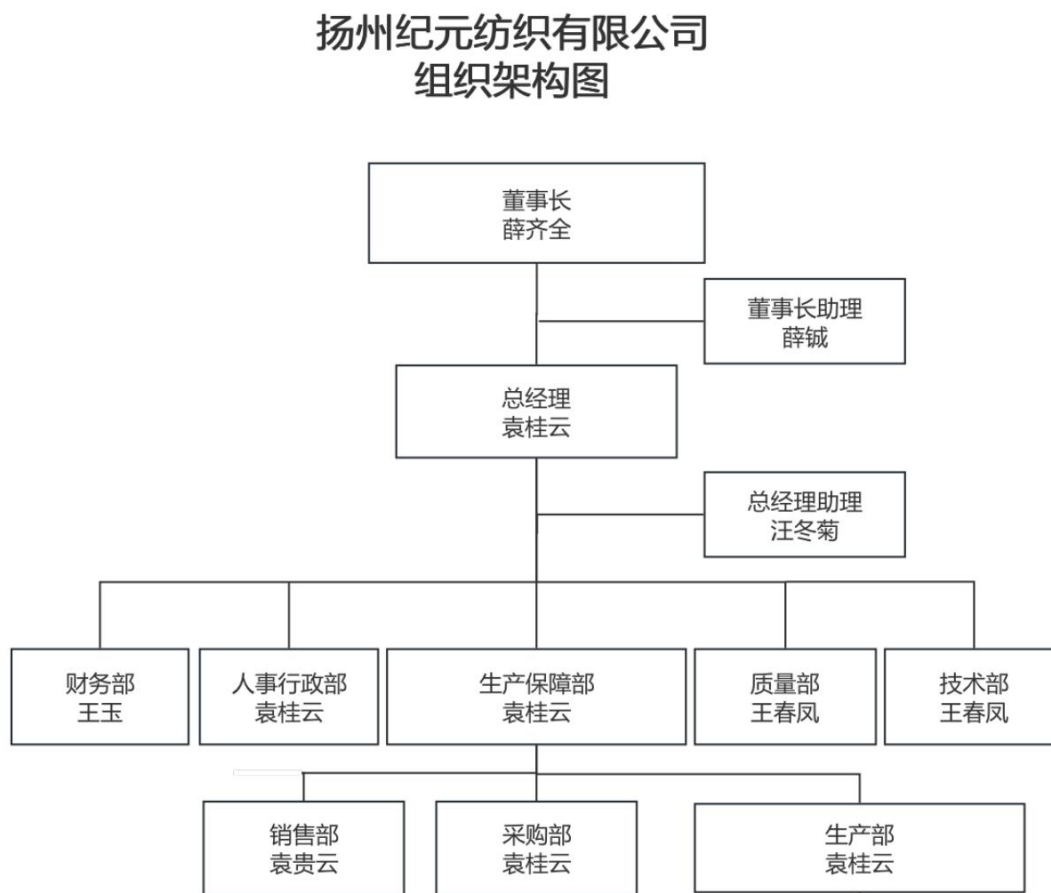 扬州纪元纺织有限公司
组织架构图
董事长
薛齐全
董事长助理
薛铖
总经理
袁桂云
总经理助理
汪冬菊
财务部
王玉
人事行政部
袁桂云
生产保障部
袁桂云
质量部
王春凤
技术部
王春凤
销售部
袁贵云
采购部
袁桂云
生产部
袁桂云